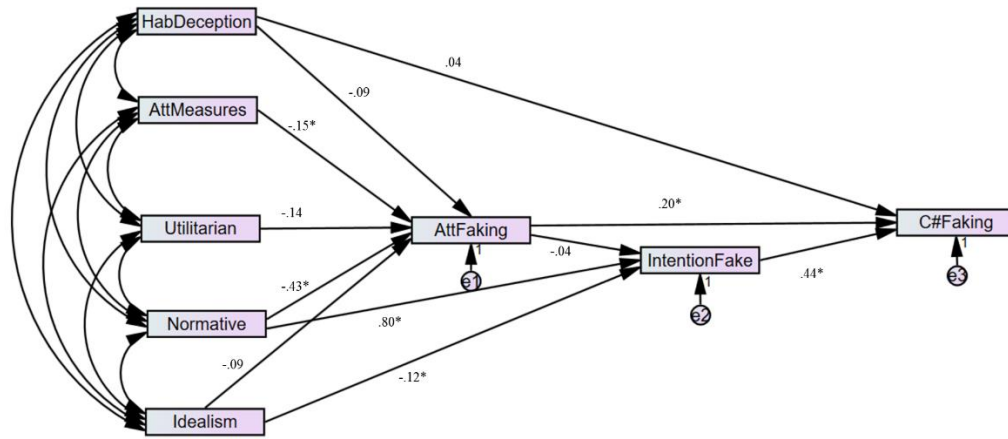 HabDeception
.04
-.09
AttMeasures
-.15*
Utilitarian
-.14
AttFaking
1
e1
.20*
C#Faking
1
e3
-.04
IntentionFake
1
e2
.44*
Normative
-.43*
.80*
-.09
-.12*
Idealism